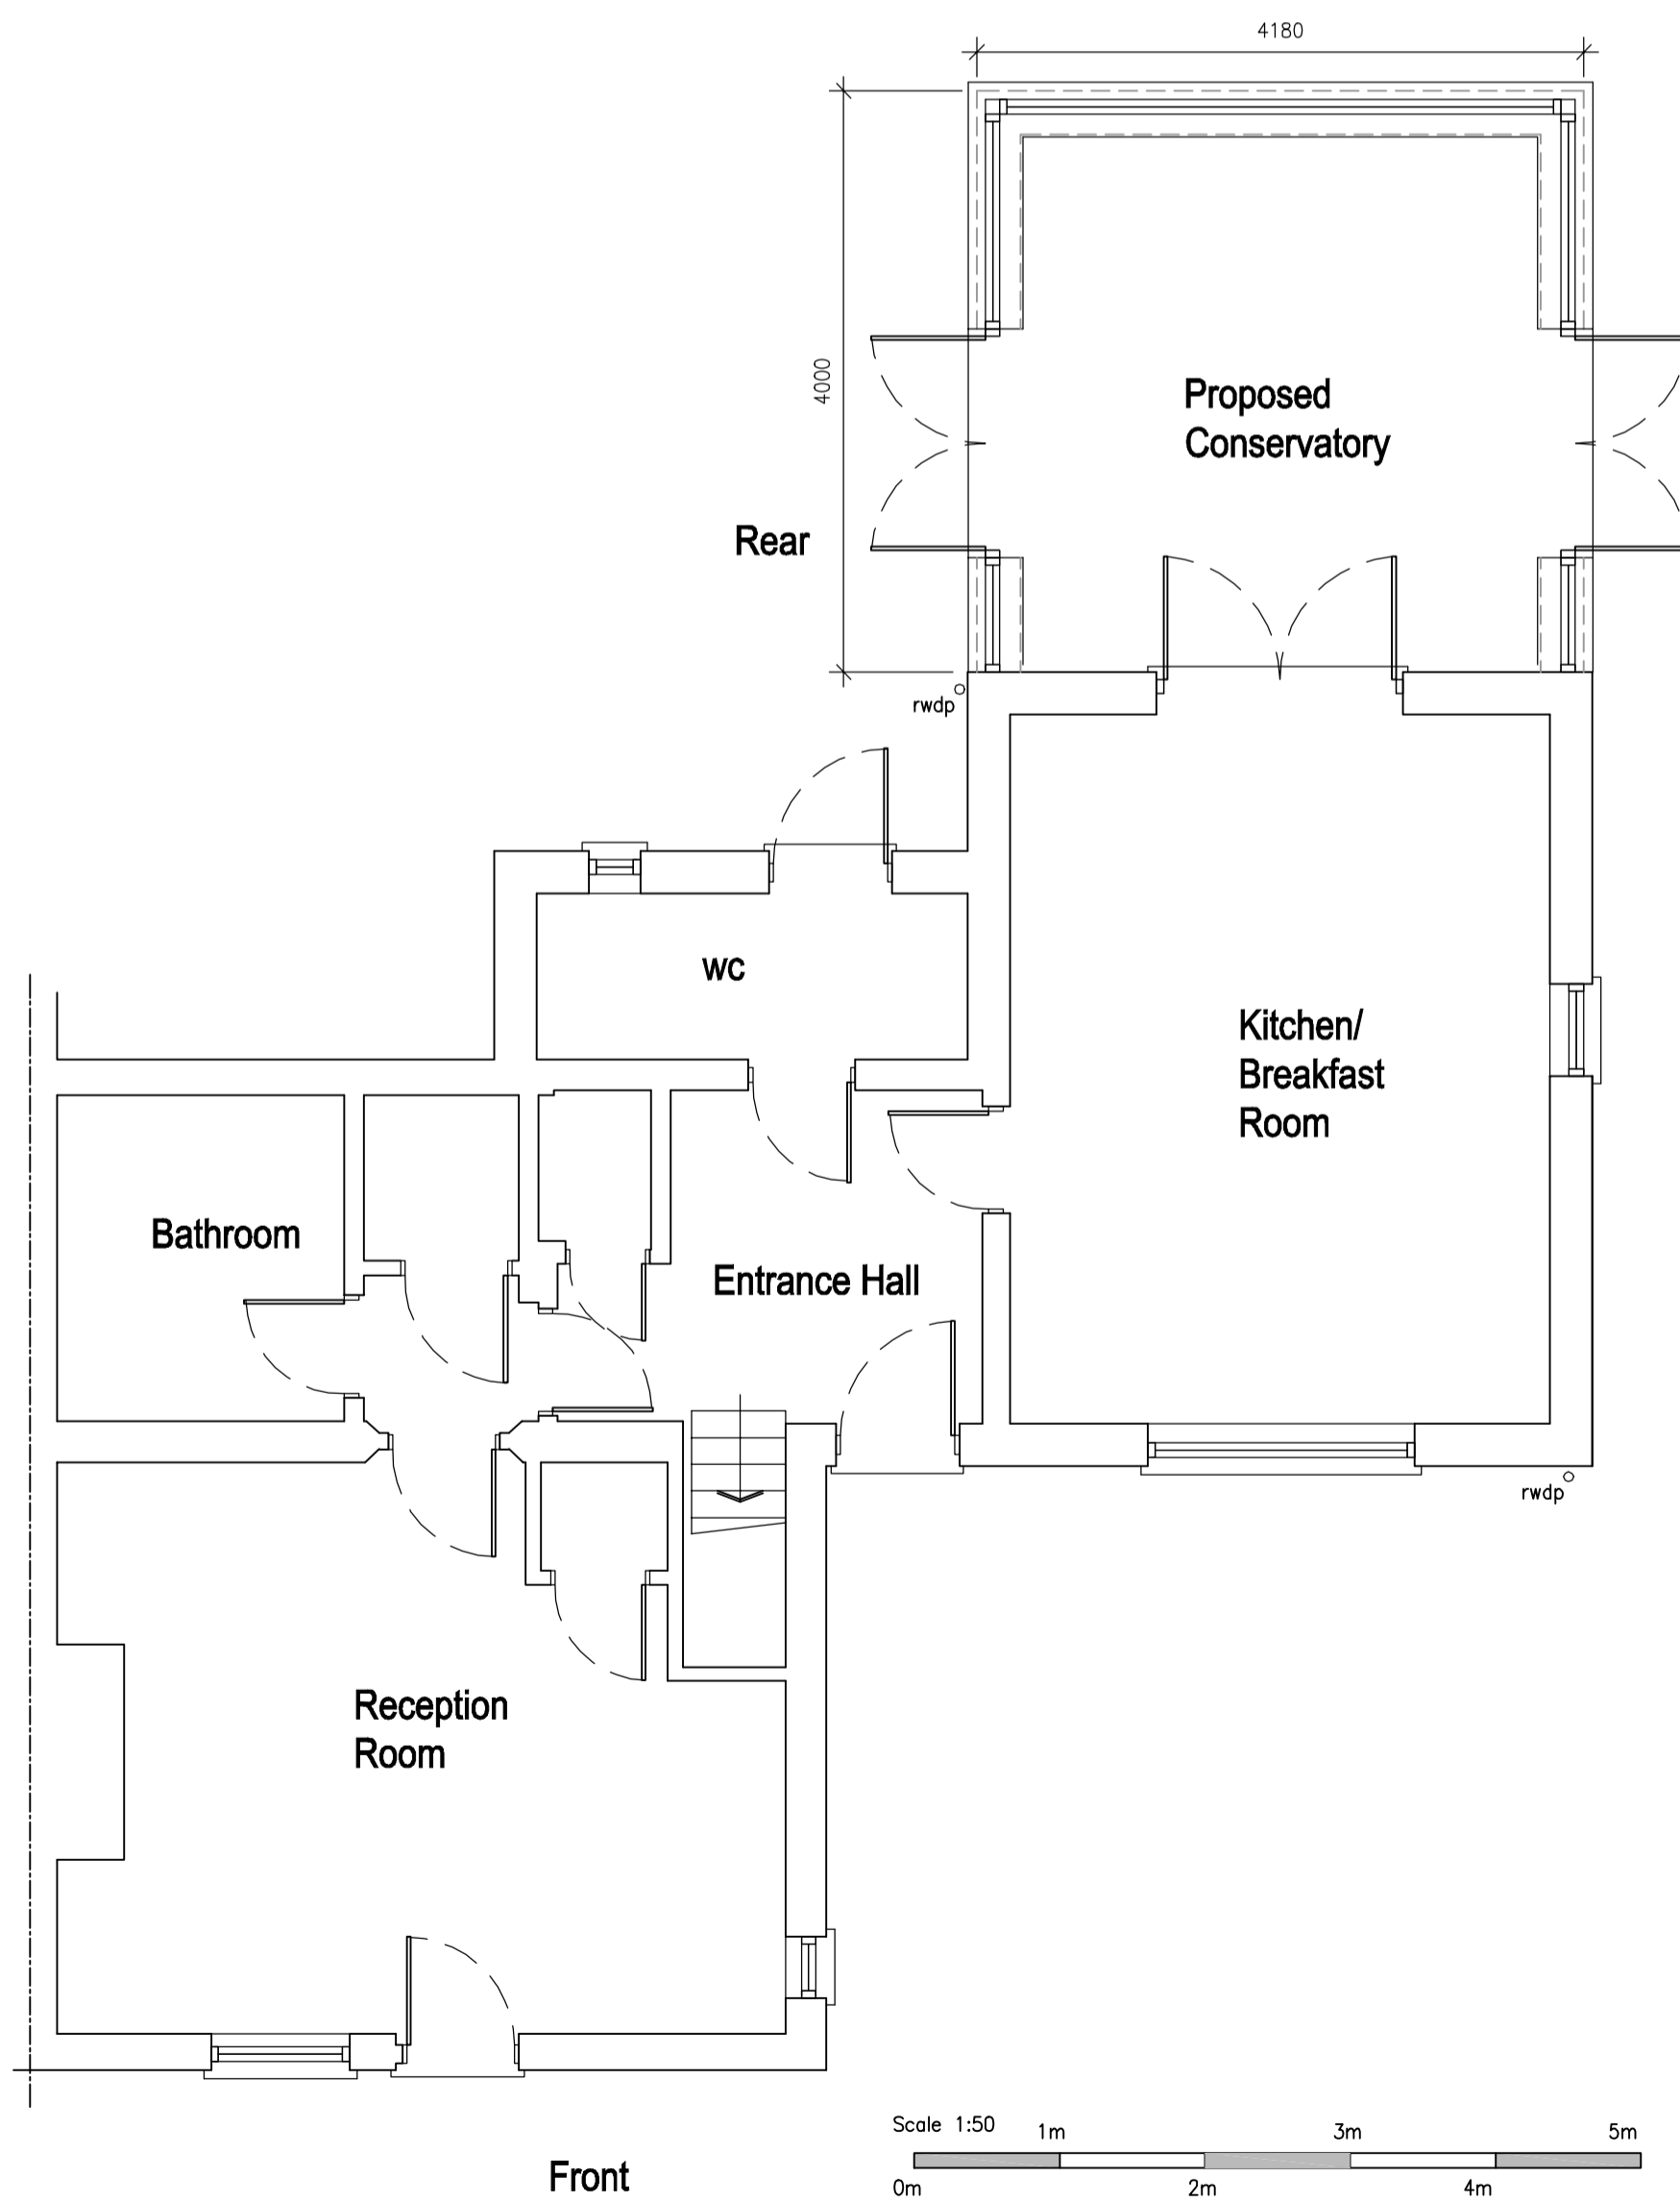 4180
4000
Proposed
Conservatory
Rear
rwdp
wc
Kitchen/
Breakfast
Room
Bathroom
Entrance Hall
rwdp
Reception
Room
Scale 1:50
1m
3m
5m
0m
2m
4m
Front